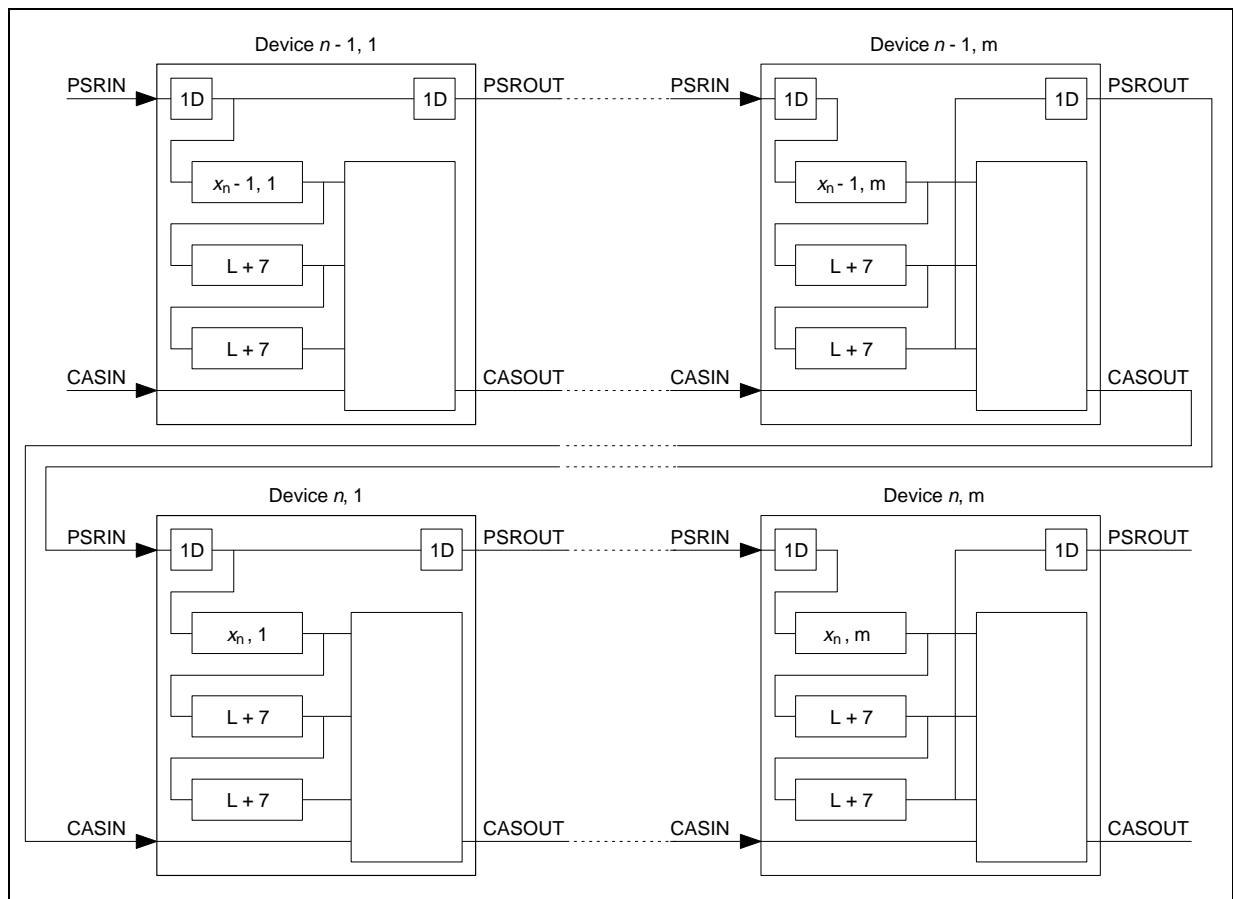 Device n - 1, 1
Device n - 1, m
PSRIN
1D
1D
PSROUT
PSRIN
1D
1D
PSROUT
xn - 1, 1
xn - 1, m
L + 7
L + 7
L + 7
L + 7
CASIN
CASOUT
CASIN
CASOUT
Device n, 1
Device n, m
PSRIN
1D
1D
PSROUT
PSRIN
1D
1D
PSROUT
xn , 1
xn , m
L + 7
L + 7
L + 7
L + 7
CASIN
CASOUT
CASIN
CASOUT